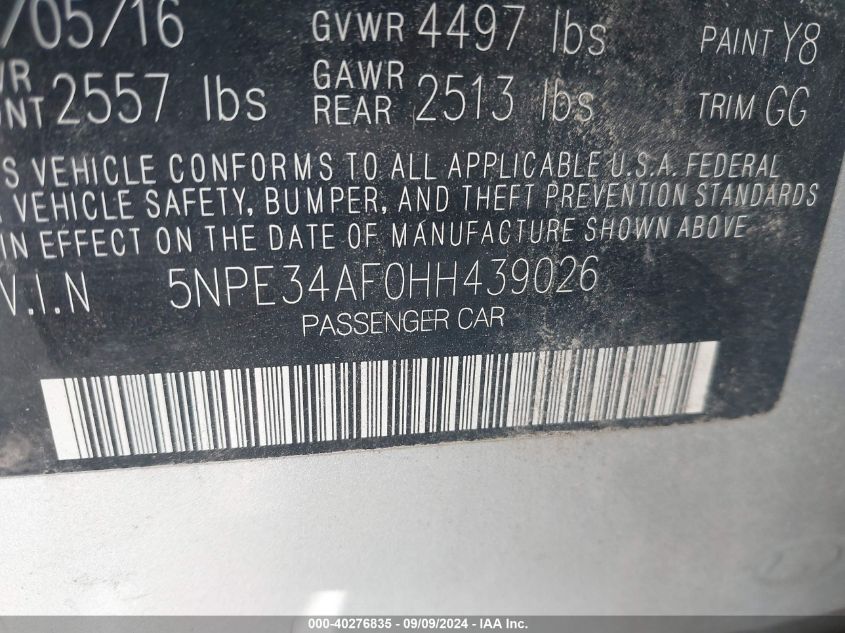 /05/16 GVWR 4497 lbs PAINT Y8
WR GAWR
NT 2557 lbs REAR 2513 lbs TRIM GG
S VEHICLE CONFORMS TO ALL APPLICABLE U.S.A. FEDERAL
VEHICLE SAFETY, BUMPER, AND THEFT PREVENTION STANDARDS
IN EFFECT ON THE DATE OF MANUFACTURE SHOWN ABOVE
V.I.N 5NPE34AF0HH439026
PASSENGER CAR
000-40276835 - 09/09/2024 - IAA Inc.